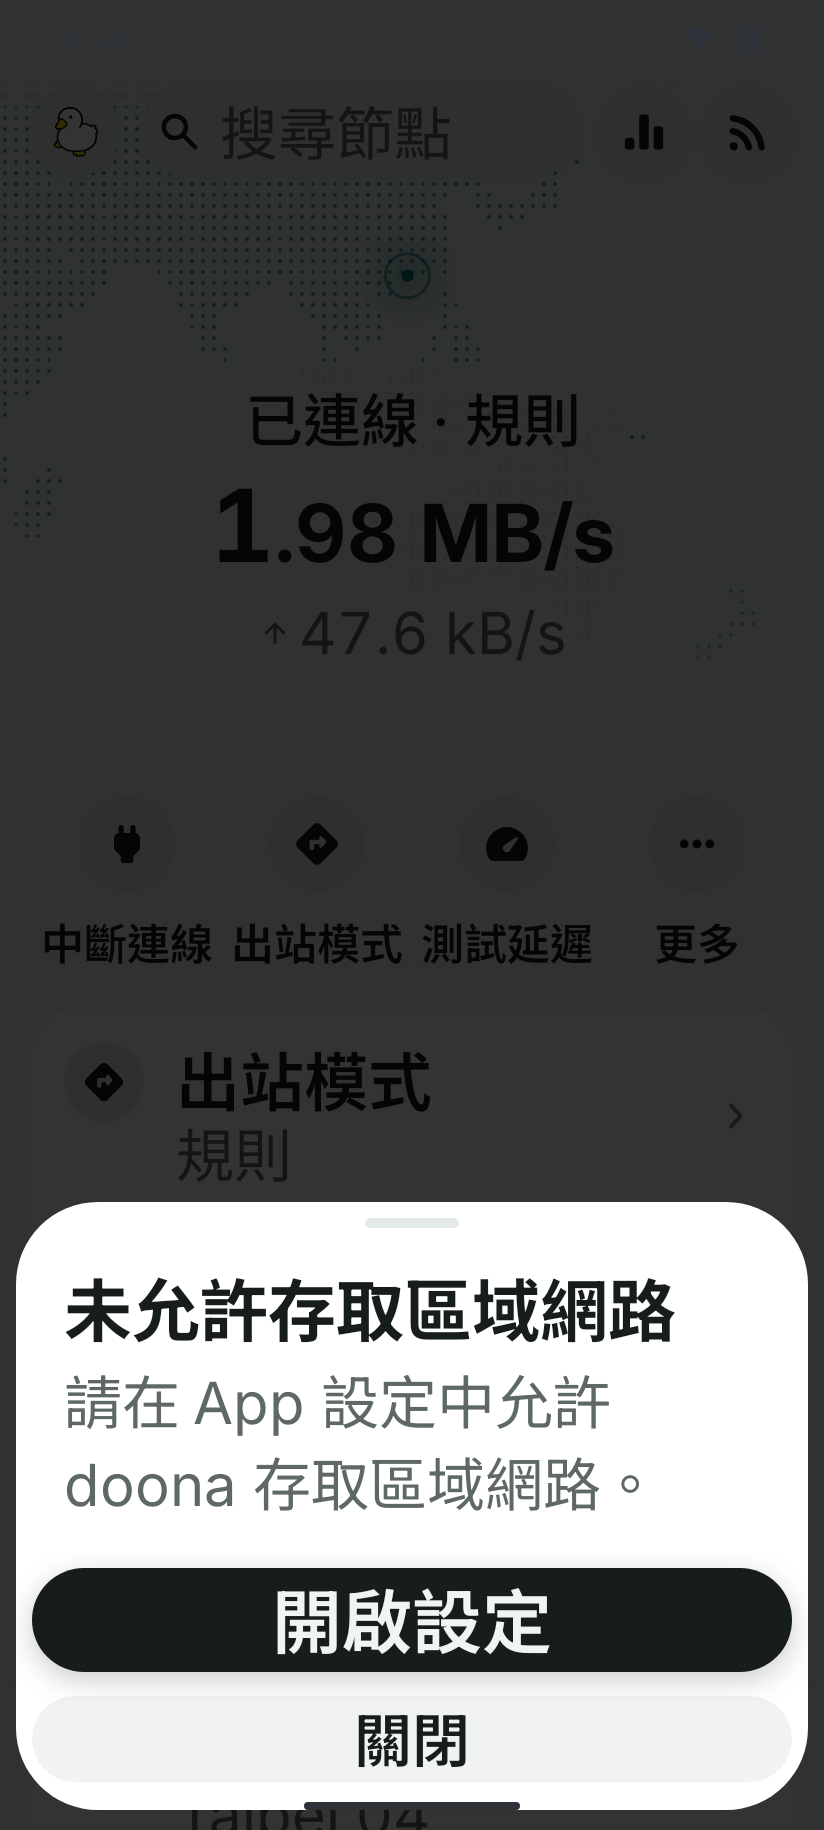 搜尋節點
已連線 · 規則
1.98 MB/s
↑ 47.6 kB/s
中斷連線 出站模式 測試延遲 更多
出站模式
規則
未允許存取區域網路
請在 App 設定中允許
doona 存取區域網路。
開啟設定
關閉
Taipei 04